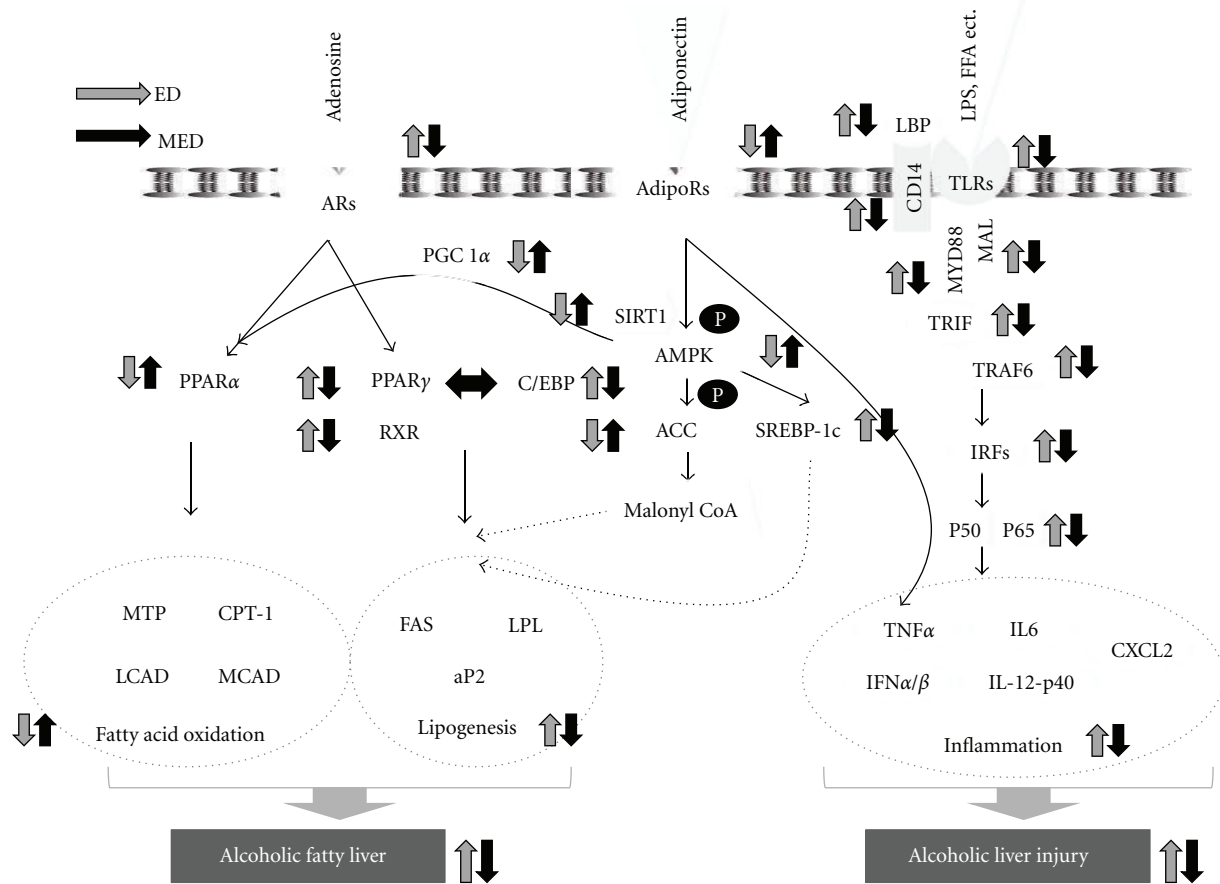 Adenosine
Adiponectin
LPS, FFA ect.
ED
MED
LBP
CD14
TLRs
ARs
AdipoRs
MYD88
MAL
PGC 1α
SIRT1
P
TRIF
AMPK
PPARα
PPARγ
C/EBP
P
TRAF6
RXR
ACC
SREBP-1c
IRFs
Malonyl CoA
P50
P65
MTP
CPT-1
FAS
LPL
TNFα
IL6
CXCL2
LCAD
MCAD
aP2
IFNα/β
IL-12-p40
Fatty acid oxidation
Lipogenesis
Inflammation
Alcoholic fatty liver
Alcoholic liver injury